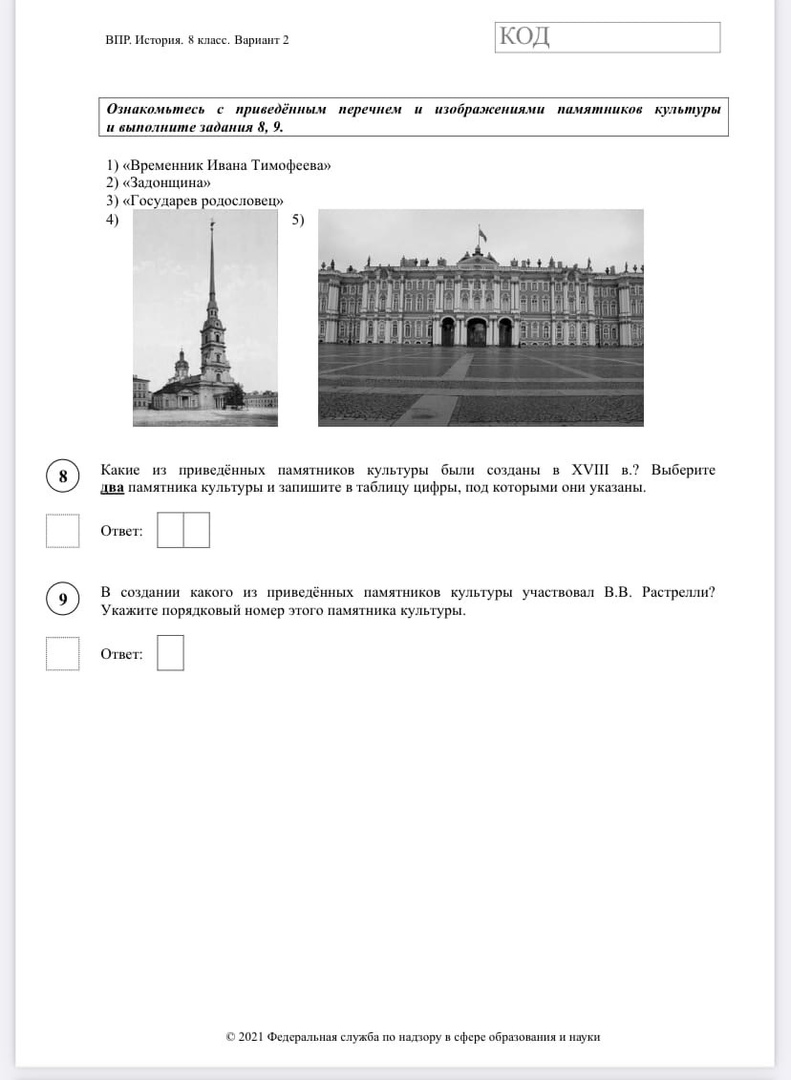 ВПР. История. 8 класс. Вариант 2
КОД
Ознакомьтесь с приведённым перечнем и изображениями памятников культуры
и выполните задания 8, 9.
1) «Временник Ивана Тимофеева»
2) «Задонщина»
3) «Государев родословец»
4)
5)
8
Какие из приведённых памятников культуры были созданы в XVIII в.? Выберите
два памятника культуры и запишите в таблицу цифры, под которыми они указаны.
Ответ:
9
В создании какого из приведённых памятников культуры участвовал В.В. Растрелли?
Укажите порядковый номер этого памятника культуры.
Ответ:
© 2021 Федеральная служба по надзору в сфере образования и науки